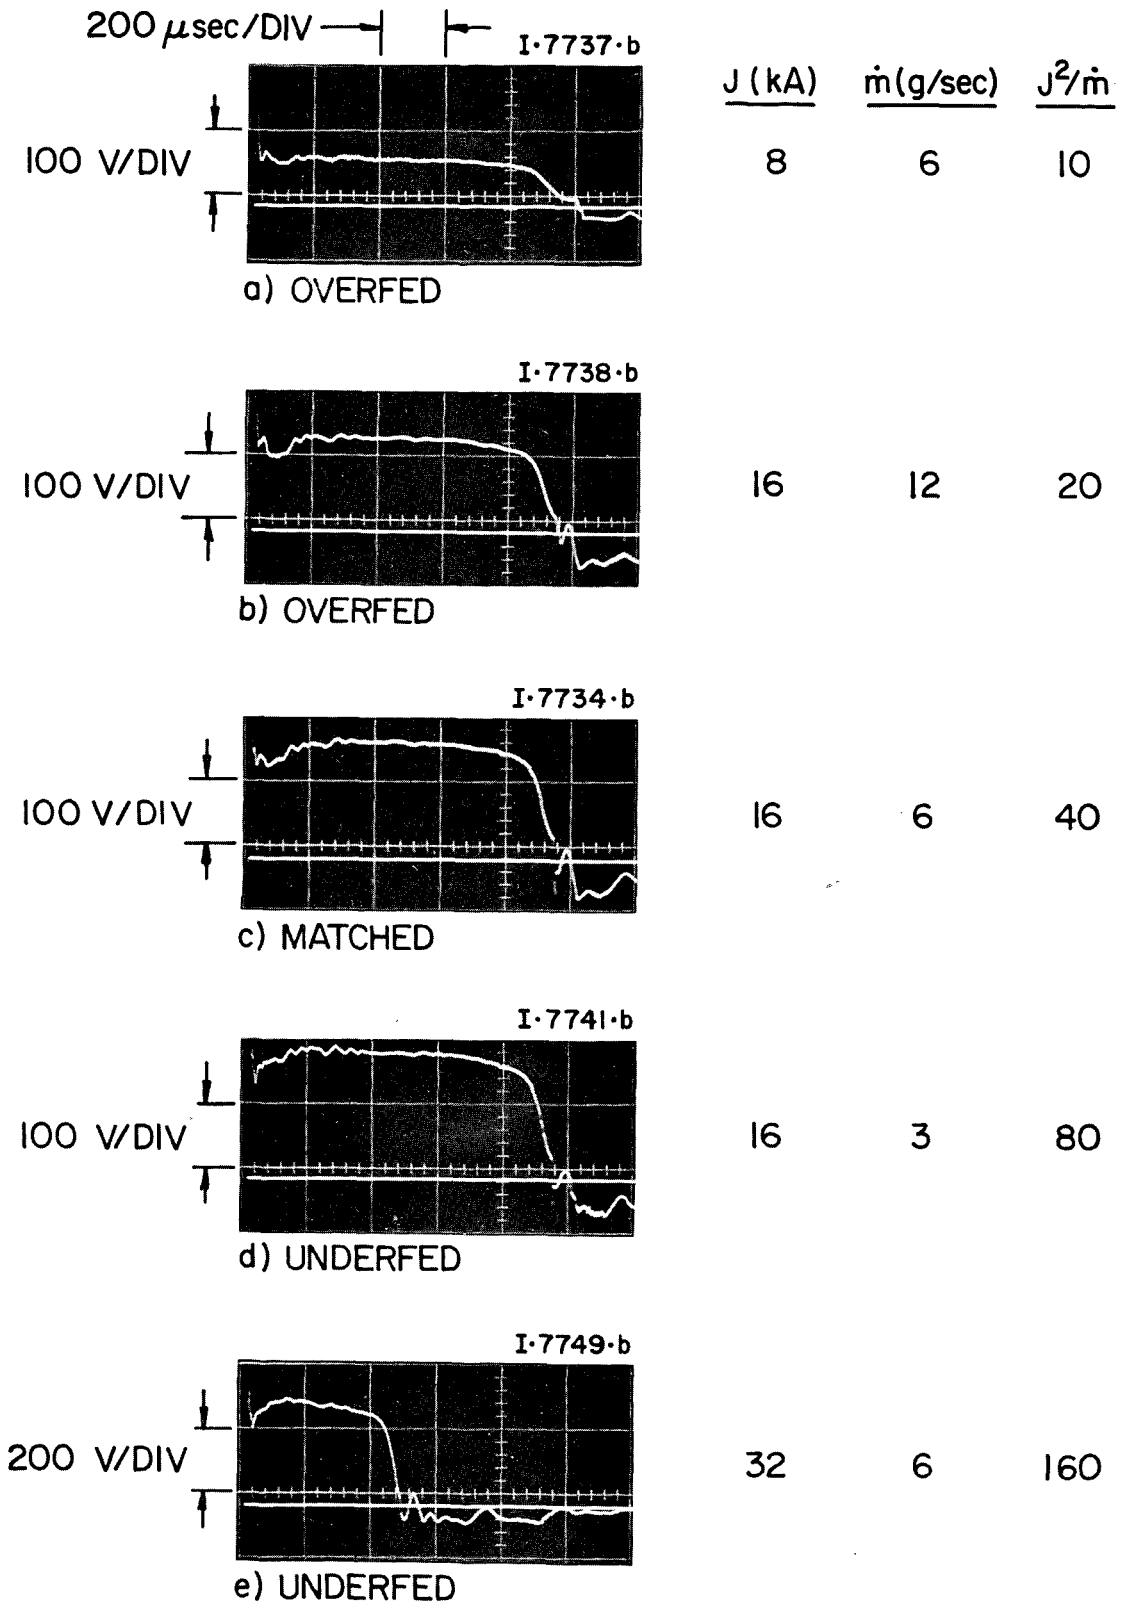 200 μsec/DIV
I·7737·b
J (kA) ṁ(g/sec) J²/ṁ
100 V/DIV 8 6 10
a) OVERFED
I·7738·b
100 V/DIV 16 12 20
b) OVERFED
I·7734·b
100 V/DIV 16 6 40
c) MATCHED
I·7741·b
100 V/DIV 16 3 80
d) UNDERFED
I·7749·b
200 V/DIV 32 6 160
e) UNDERFED